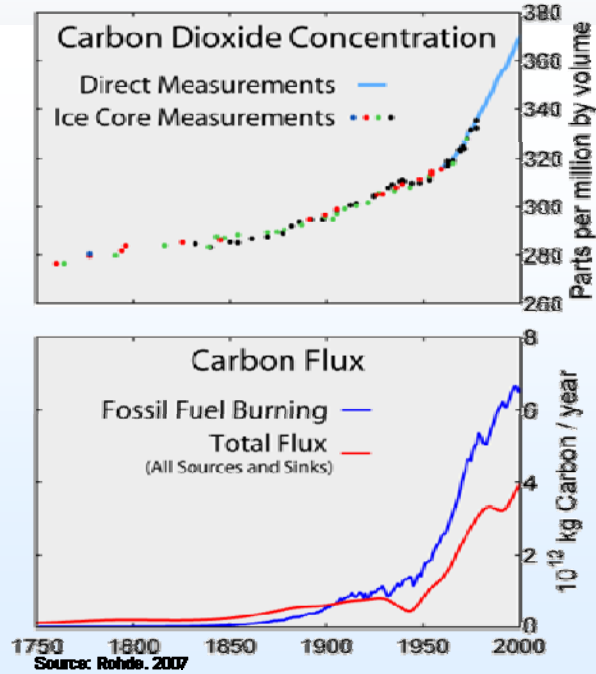 Carbon Dioxide Concentration
Direct Measurements
Ice Core Measurements
380
360
340
320
300
280
260
Parts per million by volume
Carbon Flux
Fossil Fuel Burning
Total Flux
(All Sources and Sinks)
8
6
4
2
0
10¹² kg Carbon / year
1750 1800 1850 1900 1950 2000
Source: Rohde. 2007